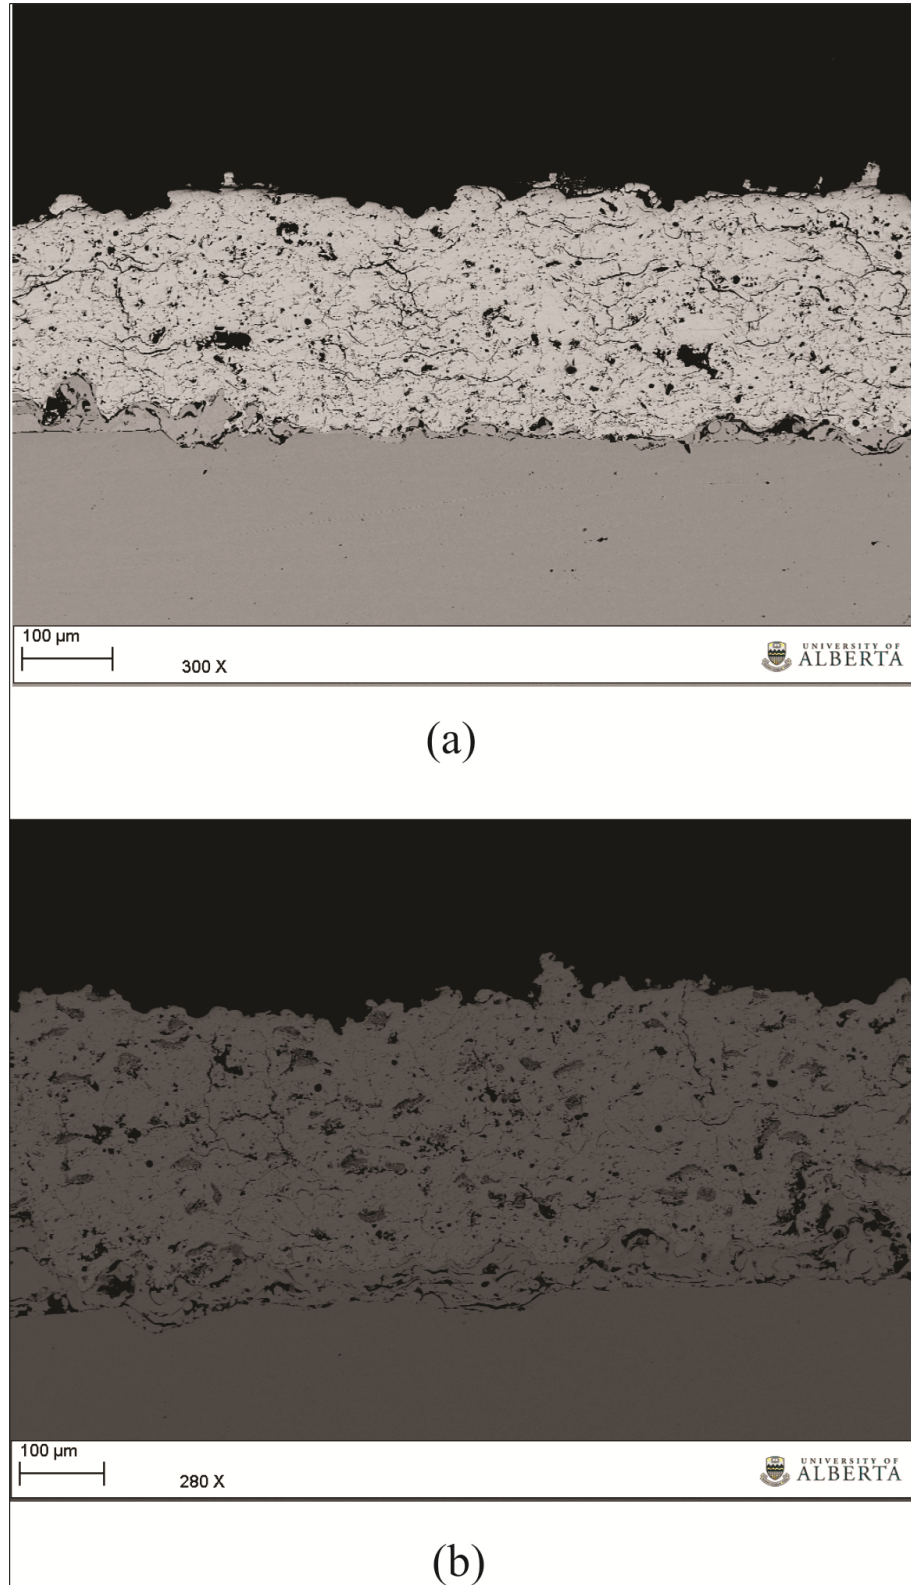 100 µm
300 X
UNIVERSITY OF
ALBERTA
(a)
100 µm
280 X
UNIVERSITY OF
ALBERTA
(b)